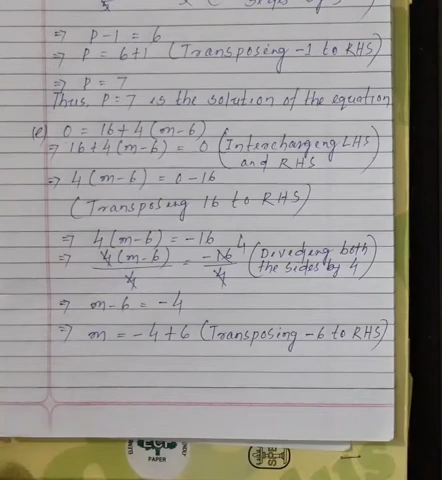 ⇒ P-1 = 6
⇒ P = 6+1 (Transposing -1 to RHS)
⇒ P = 7
Thus, P=7 is the solution of the equation
(e) 0 = 16+4(m-6)
⇒ 16+4(m-6) = 0 (Interchanging LHS
and RHS
⇒ 4(m-6) = 0-16
(Transposing 16 to RHS)
⇒ 4(m-6) = -16
⇒ 4(m-6)/4 = -16/4 4 (Deveding both
the sides by 4
⇒ m-6 = -4
⇒ m = -4+6 (Transposing -6 to RHS)
PAPER